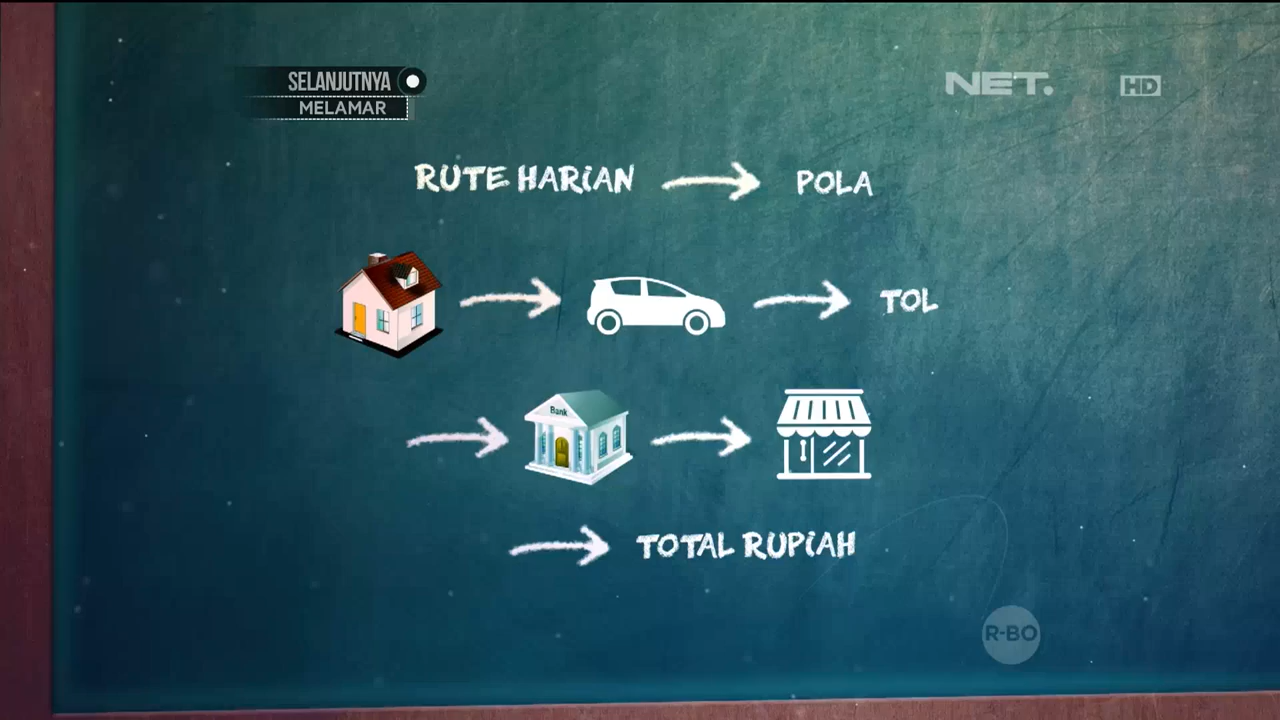 SELANJUTNYA
MELAMAR
NET.
HD
RUTE HARIAN
POLA
TOL
Bank
TOTAL RUPIAH
R-BO